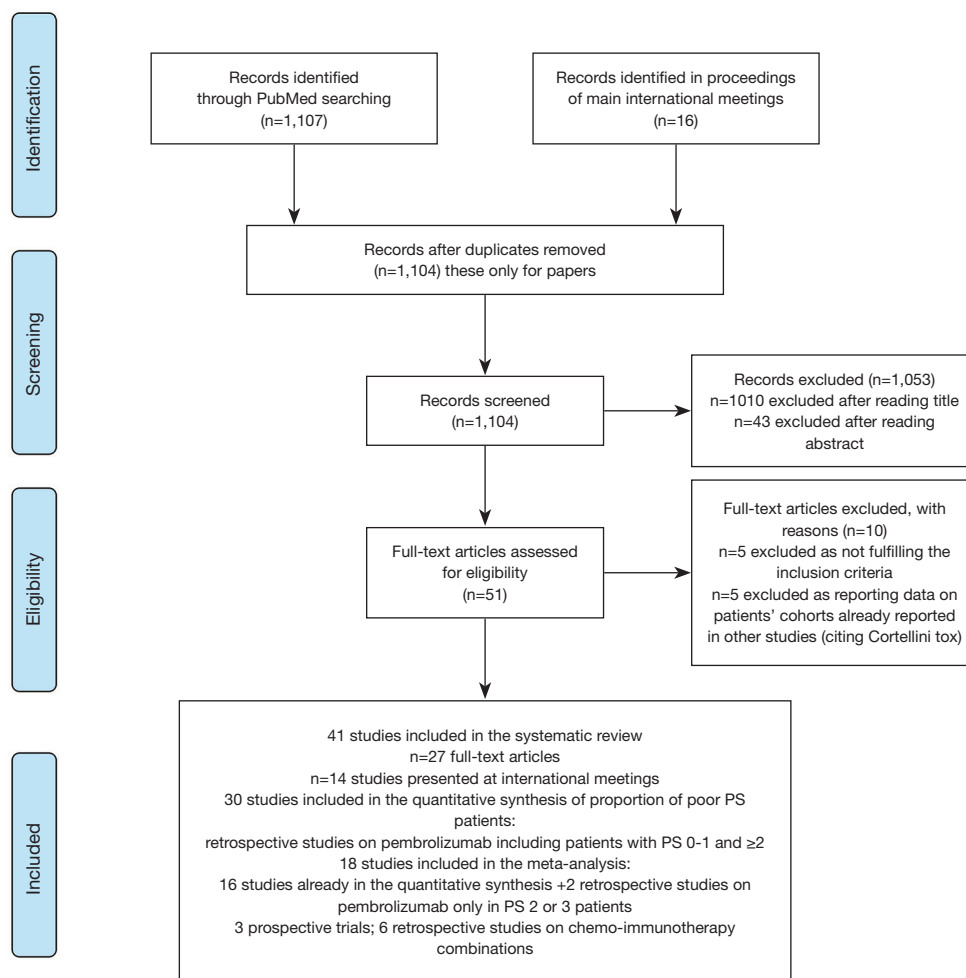 Identification
Records identified
through PubMed searching
(n=1,107)
Records identified in proceedings
of main international meetings
(n=16)
Records after duplicates removed
(n=1,104) these only for papers
Screening
Records screened
(n=1,104)
Records excluded (n=1,053)
n=1010 excluded after reading title
n=43 excluded after reading
abstract
Eligibility
Full-text articles assessed
for eligibility
(n=51)
Full-text articles excluded, with
reasons (n=10)
n=5 excluded as not fulfilling the
inclusion criteria
n=5 excluded as reporting data on
patients’ cohorts already reported
in other studies (citing Cortellini tox)
Included
41 studies included in the systematic review
n=27 full-text articles
n=14 studies presented at international meetings
30 studies included in the quantitative synthesis of proportion of poor PS
patients:
retrospective studies on pembrolizumab including patients with PS 0-1 and ≥2
18 studies included in the meta-analysis:
16 studies already in the quantitative synthesis +2 retrospective studies on
pembrolizumab only in PS 2 or 3 patients
3 prospective trials; 6 retrospective studies on chemo-immunotherapy
combinations